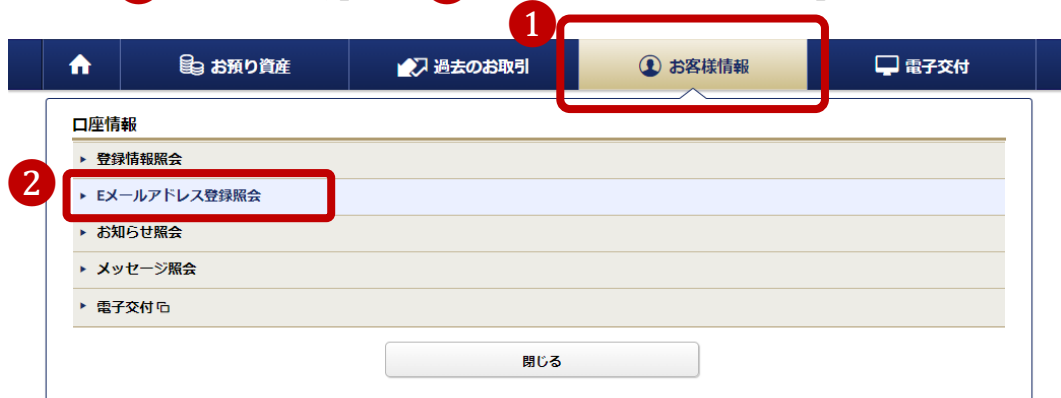 1
お預り資産 過去のお取引 お客様情報 電子交付
口座情報
登録情報照会
2 Eメールアドレス登録照会
お知らせ照会
メッセージ照会
電子交付
閉じる